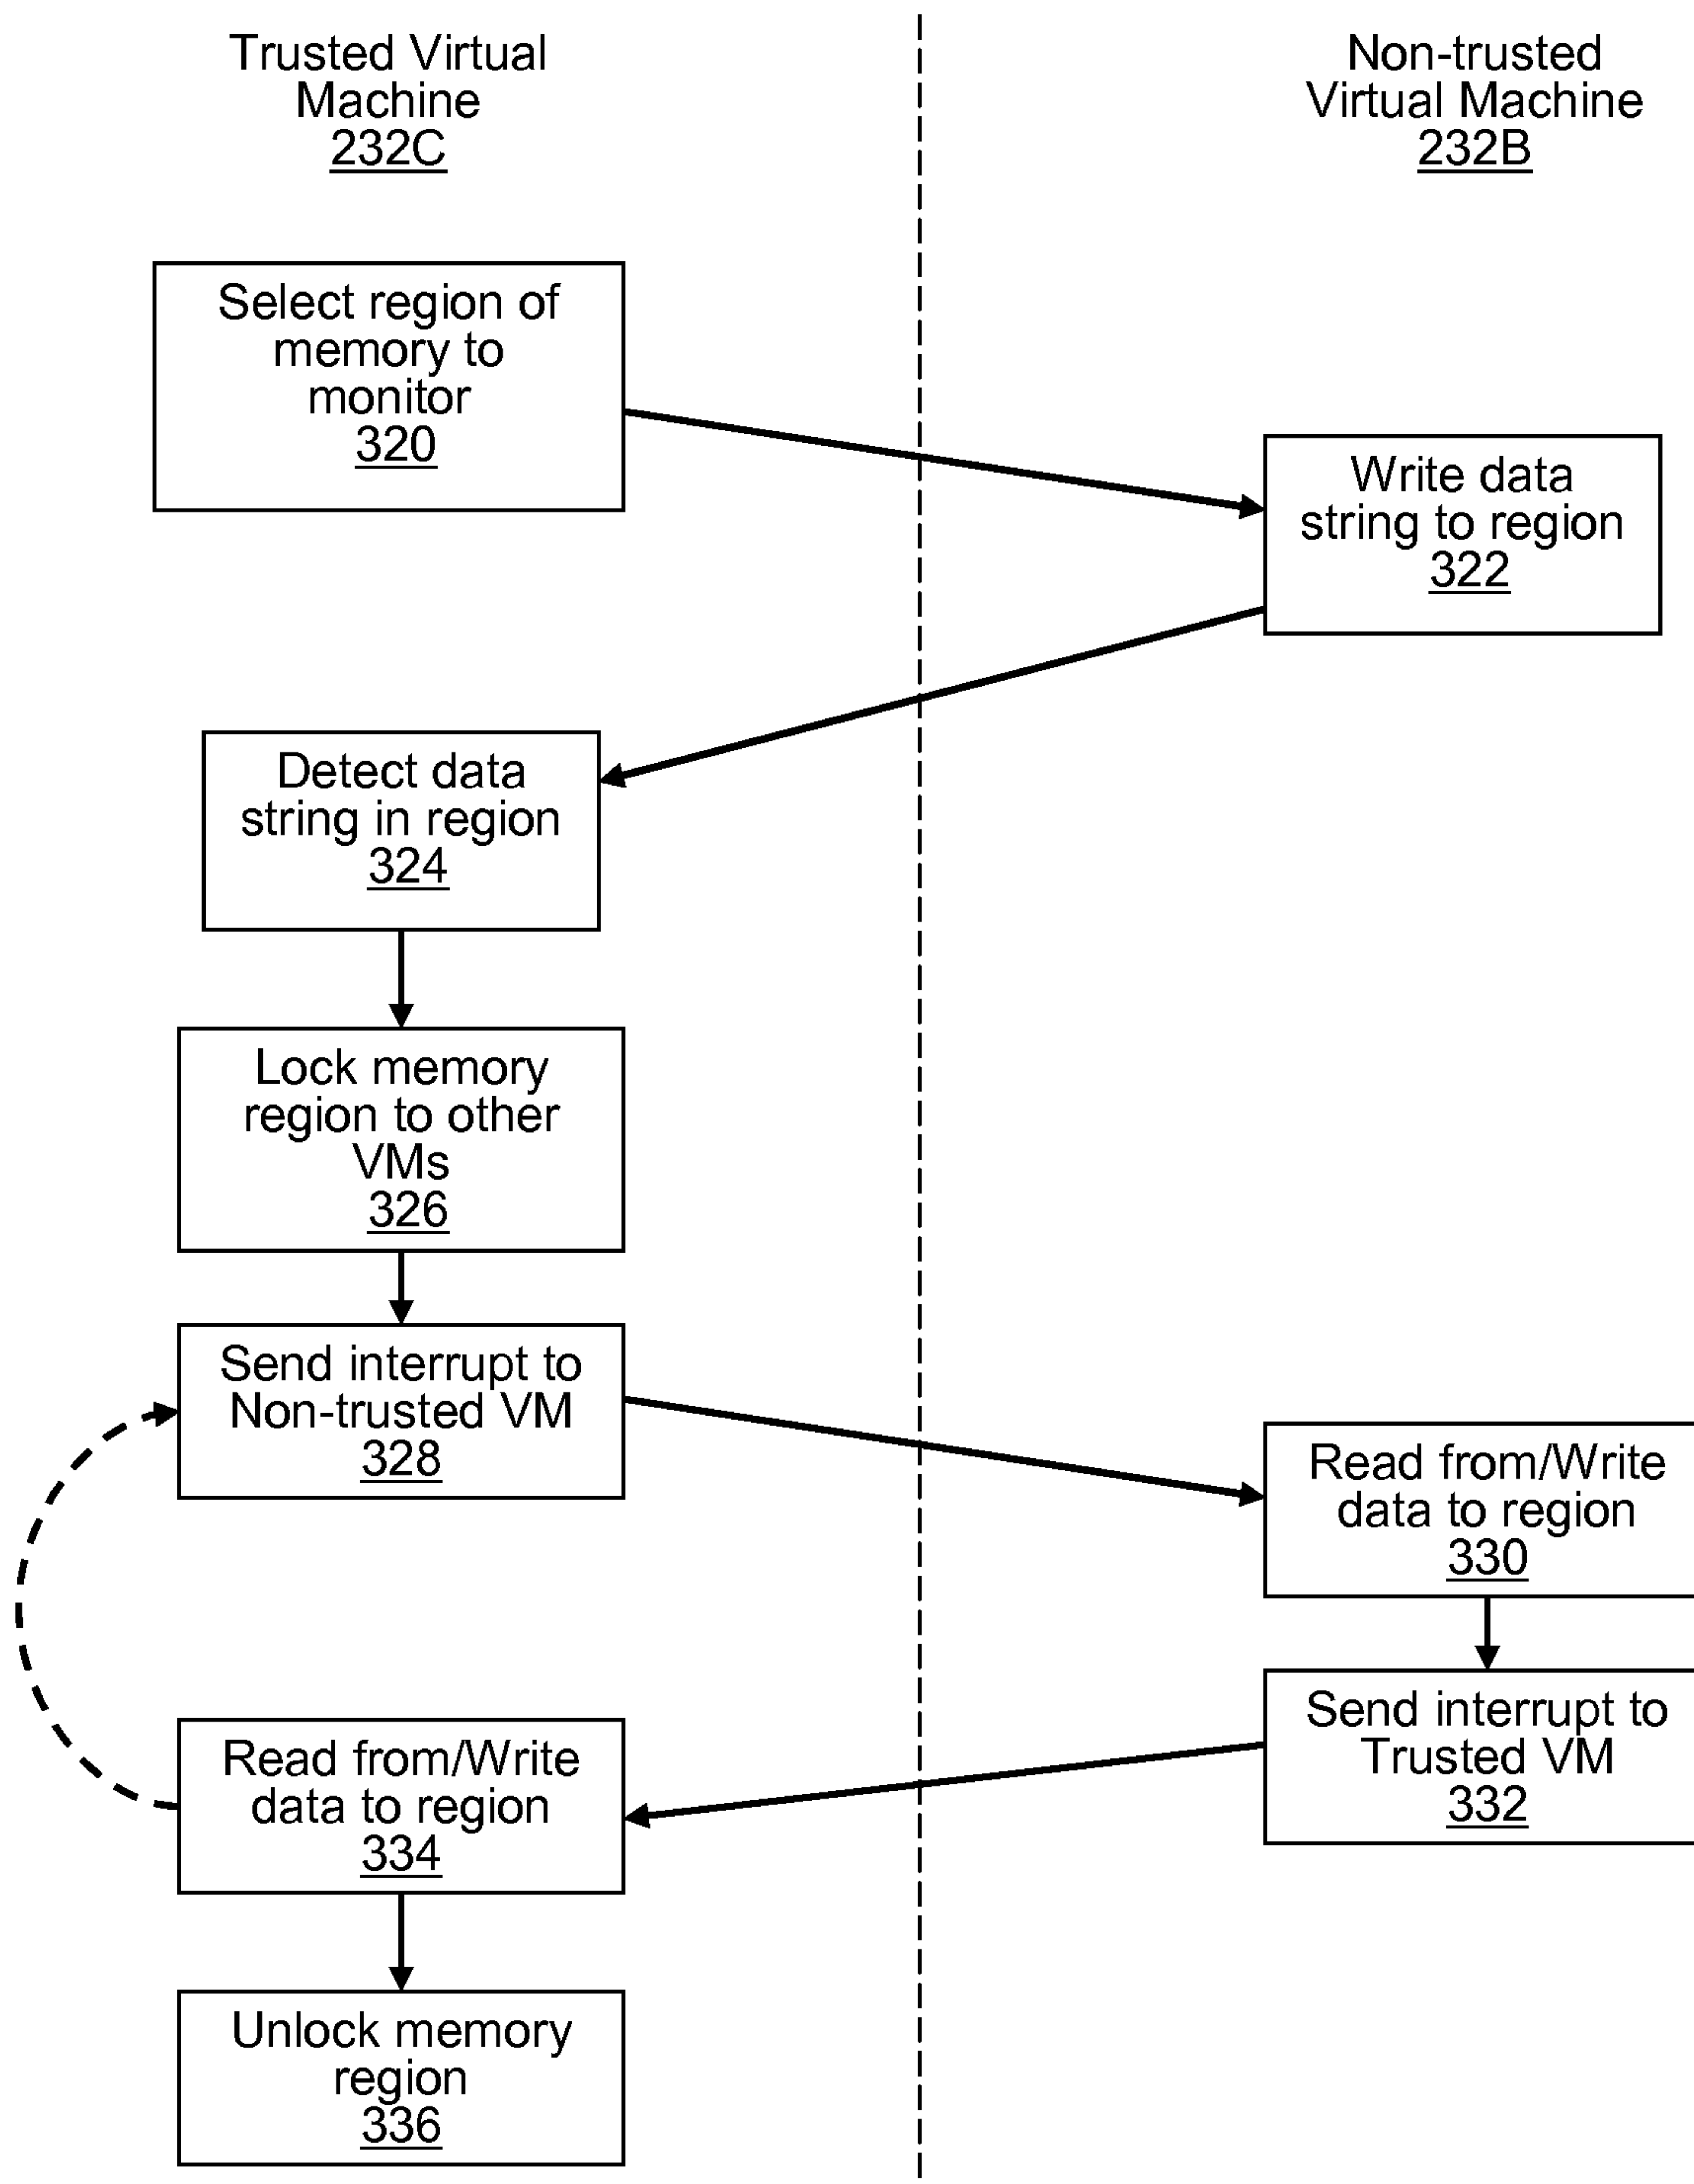 Trusted Virtual
Machine
232C
Non-trusted
Virtual Machine
232B
Select region of
memory to
monitor
320
Write data
string to region
322
Detect data
string in region
324
Lock memory
region to other
VMs
326
Send interrupt to
Non-trusted VM
328
Read from/Write
data to region
330
Send interrupt to
Trusted VM
332
Read from/Write
data to region
334
Unlock memory
region
336